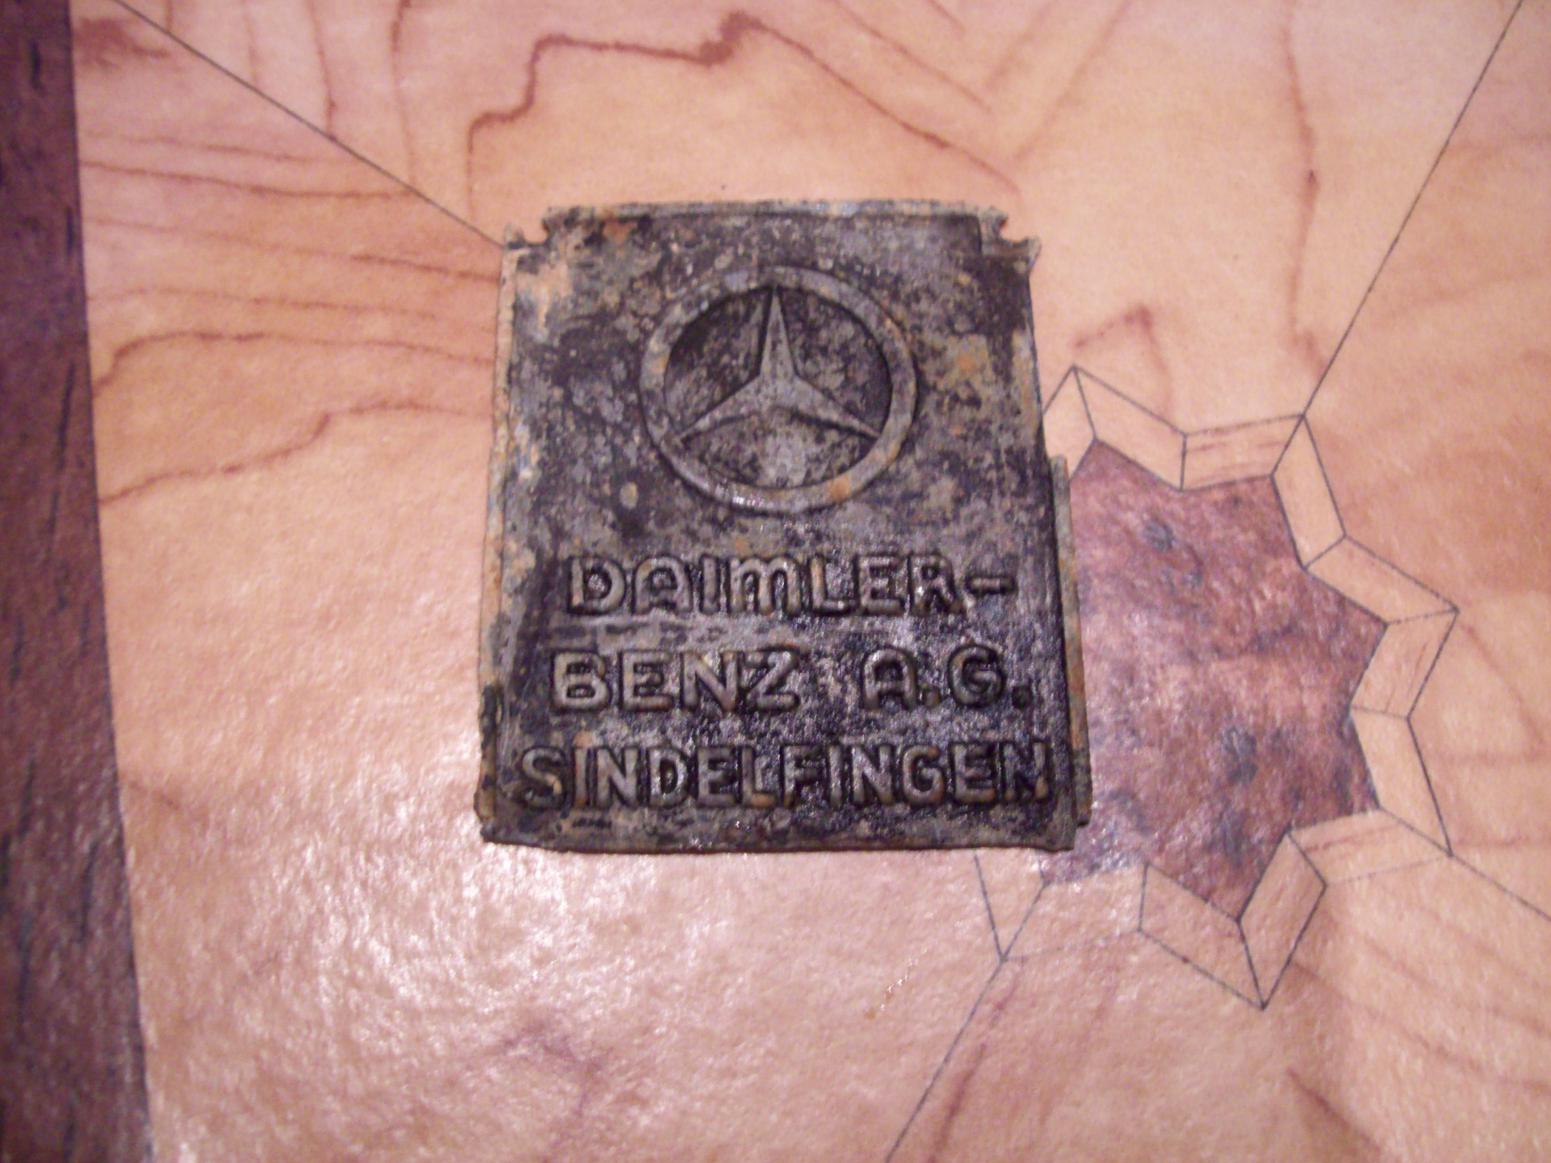 DAIMLER-
BENZ A.G.
SINDELFINGEN